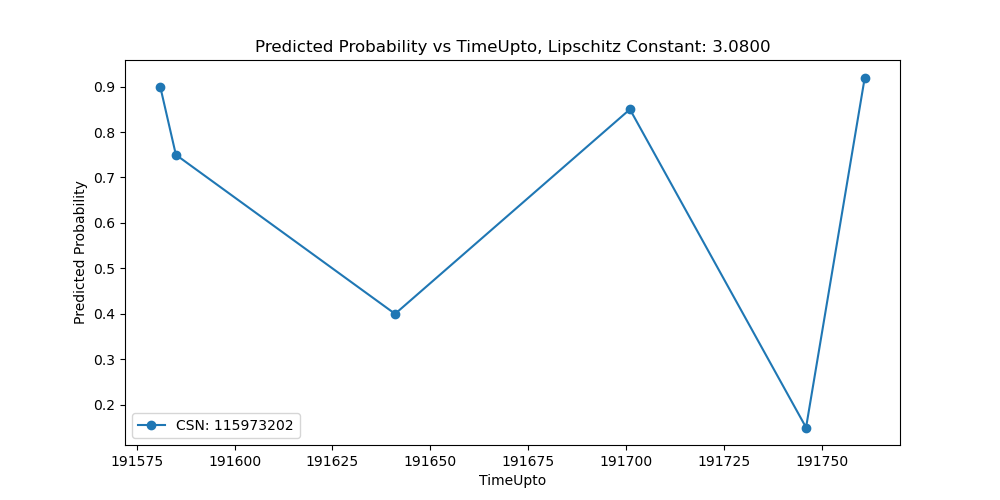 Predicted Probability vs TimeUpto, Lipschitz Constant: 3.0800
Predicted Probability
0.9
0.8
0.7
0.6
0.5
0.4
0.3
0.2
CSN: 115973202
191575 191600 191625 191650 191675 191700 191725 191750
TimeUpto